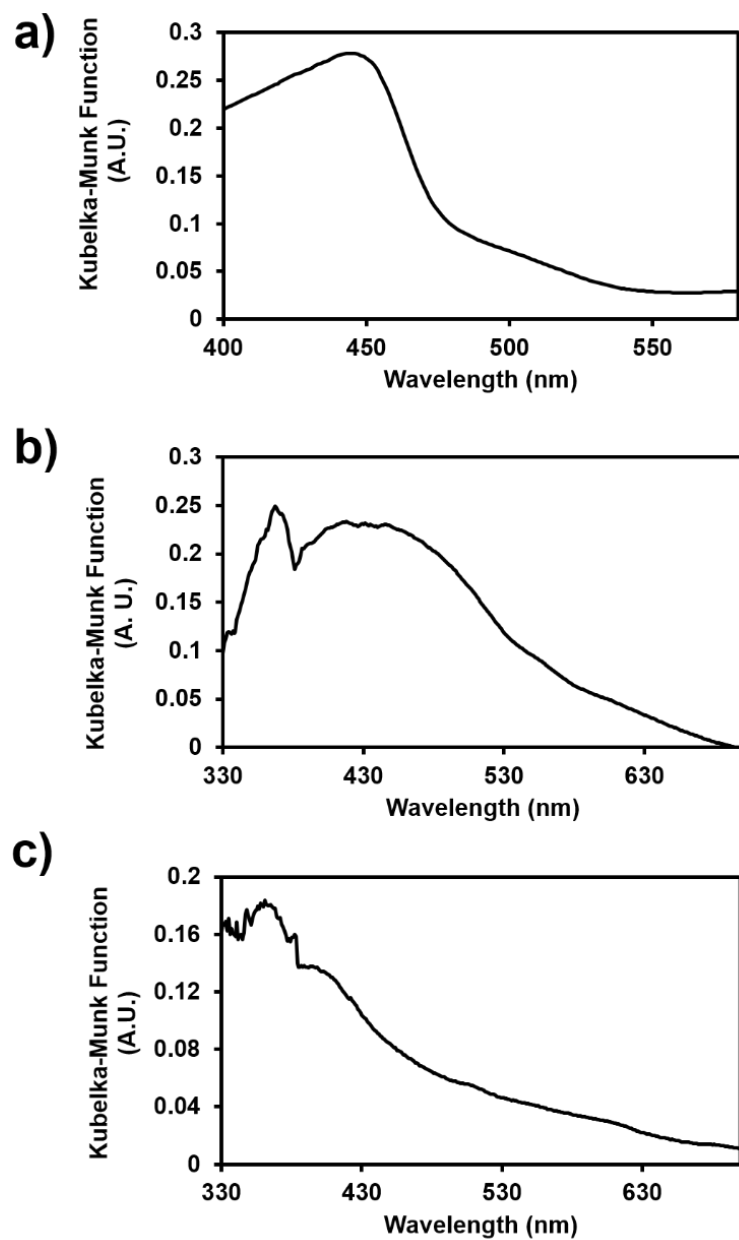 a)
Kubelka-Munk Function
(A.U.)
0.3
0.25
0.2
0.15
0.1
0.05
0
400 450 500 550
Wavelength (nm)
b)
Kubelka-Munk Function
(A. U.)
0.3
0.25
0.2
0.15
0.1
0.05
0
330 430 530 630
Wavelength (nm)
c)
Kubelka-Munk Function
(A.U.)
0.2
0.16
0.12
0.08
0.04
0
330 430 530 630
Wavelength (nm)